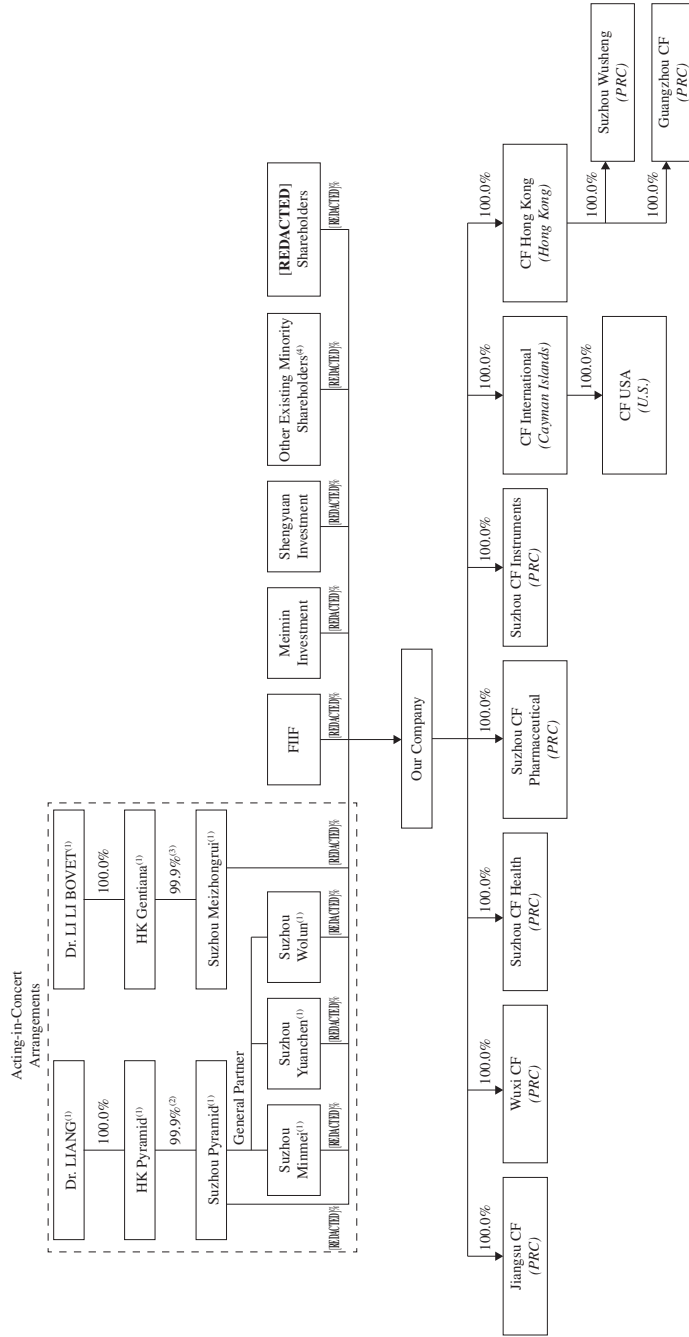 Acting-in-Concert
Arrangements
Dr. LIANG(1)
Dr. LI LI BOVET(1)
100.0%
100.0%
HK Pyramid(1)
HK Gentiana(1)
99.9%(2)
99.9%(3)
Suzhou Pyramid(1)
Suzhou Meizhongrui(1)
General Partner
Suzhou
Minmei(1)
Suzhou
Yuanchen(1)
Suzhou
Wolun(1)
FIIF
Meimin
Investment
Shengyuan
Investment
Other Existing Minority
Shareholders(4)
[REDACTED]
Shareholders
[REDACTED]%
[REDACTED]%
[REDACTED]%
[REDACTED]%
[REDACTED]%
[REDACTED]%
[REDACTED]%
[REDACTED]%
[REDACTED]%
[REDACTED]%
Our Company
100.0%
100.0%
100.0%
100.0%
100.0%
100.0%
100.0%
Jiangsu CF
(PRC)
Wuxi CF
(PRC)
Suzhou CF Health
(PRC)
Suzhou CF
Pharmaceutical
(PRC)
Suzhou CF Instruments
(PRC)
CF International
(Cayman Islands)
CF Hong Kong
(Hong Kong)
100.0%
100.0%
100.0%
CF USA
(U.S.)
Suzhou Wusheng
(PRC)
Guangzhou CF
(PRC)